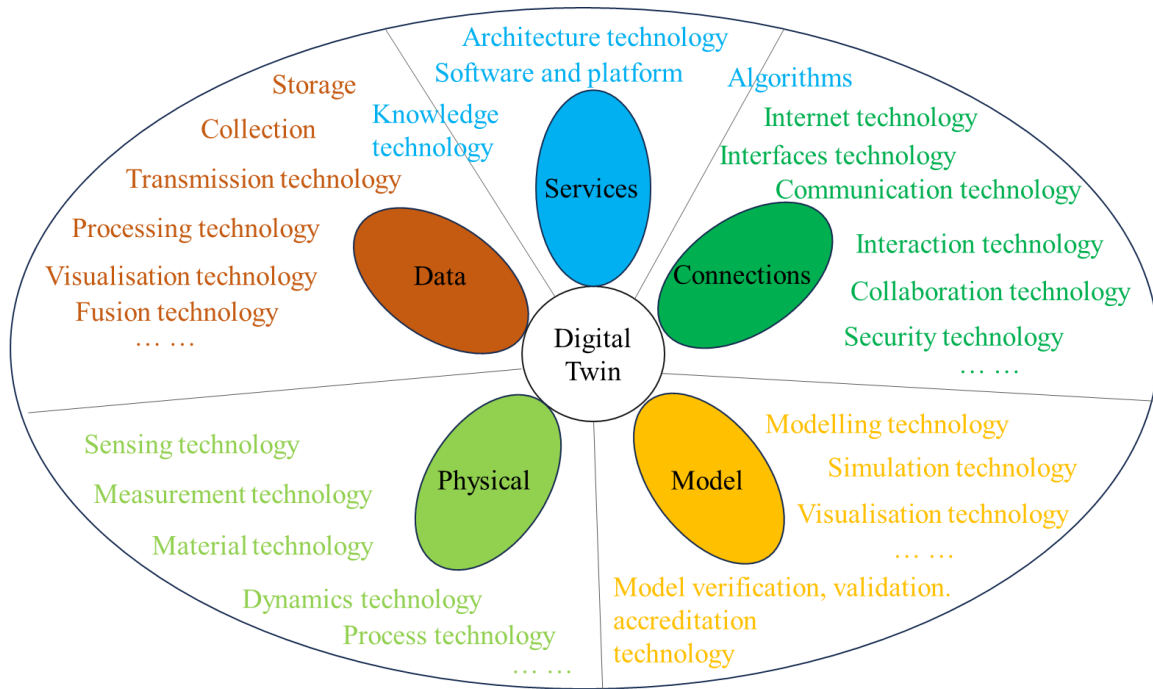 Architecture technology
Software and platform
Algorithms
Knowledge
technology
Services
Storage
Collection
Transmission technology
Processing technology
Visualisation technology
Fusion technology
... ...
Data
Internet technology
Interfaces technology
Communication technology
Interaction technology
Collaboration technology
Security technology
... ...
Connections
Digital
Twin
Sensing technology
Measurement technology
Material technology
Dynamics technology
Process technology
... ...
Physical
Modelling technology
Simulation technology
Visualisation technology
... ...
Model verification, validation.
accreditation
technology
Model